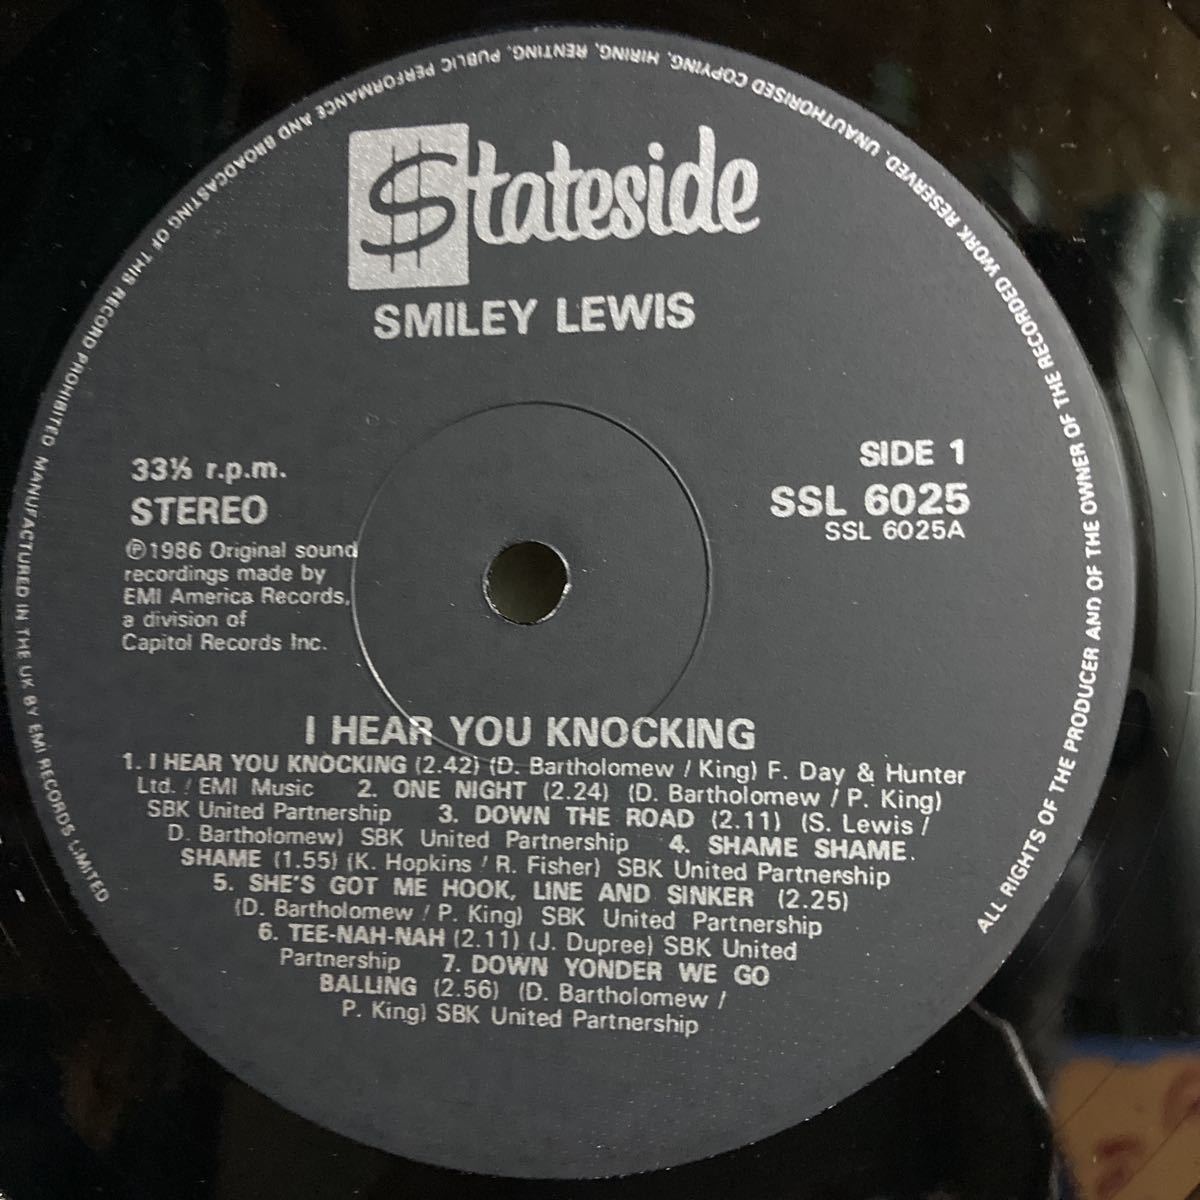 $tateside
SMILEY LEWIS
33⅓ r.p.m.
STEREO
SIDE 1
SSL 6025
SSL 6025A
℗1986 Original sound
recordings made by
EMI America Records,
a division of
Capitol Records Inc.
I HEAR YOU KNOCKING
1. I HEAR YOU KNOCKING (2.42) (D. Bartholomew / King) F. Day & Hunter
Ltd. / EMI Music 2. ONE NIGHT (2.24) (D. Bartholomew / P. King)
SBK United Partnership 3. DOWN THE ROAD (2.11) (S. Lewis /
D. Bartholomew) SBK United Partnership 4. SHAME SHAME.
SHAME (1.55) (K. Hopkins / R. Fisher) SBK United Partnership
5. SHE'S GOT ME HOOK, LINE AND SINKER (2.25)
(D. Bartholomew / P. King) SBK United Partnership
6. TEE-NAH-NAH (2.11) (J. Dupree) SBK United
Partnership 7. DOWN YONDER WE GO
BALLING (2.56) (D. Bartholomew /
P. King) SBK United Partnership
ALL RIGHTS OF THE PRODUCER AND OF THE OWNER OF THE RECORDED WORK RESERVED. UNAUTHORISED COPYING, HIRING, RENTING, PUBLIC PERFORMANCE AND BROADCASTING OF THIS RECORD PROHIBITED MANUFACTURED IN THE UK BY EMI RECORDS LIMITED